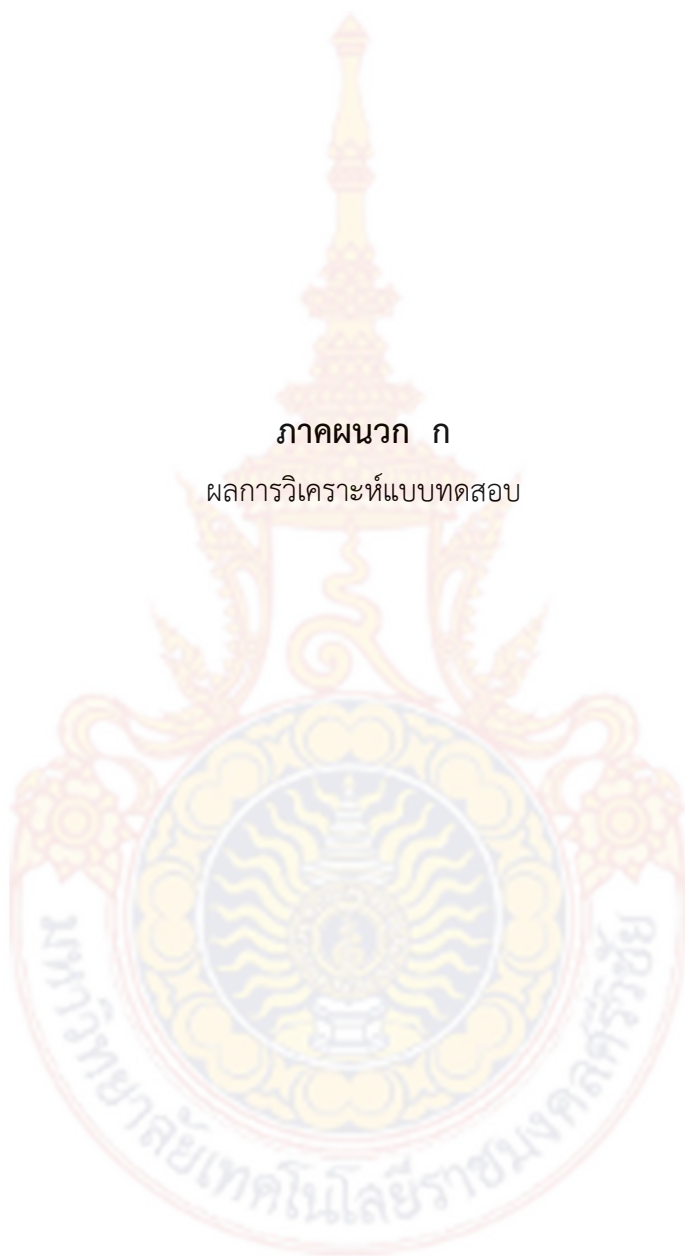 ภาคผนวก ก
ผลการวิเคราะห์แบบทดสอบ
มหาวิทยาลัยเทคโนโลยีราชมงคลศรีวิชัย